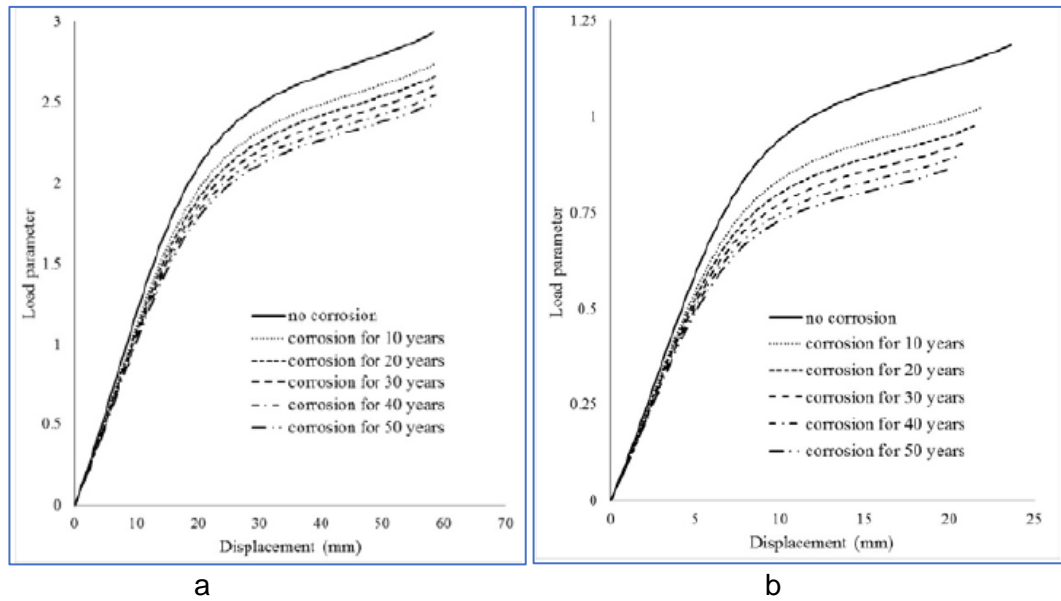 3
2.5
2
1.5
1
0.5
0
Load parameter
no corrosion
corrosion for 10 years
corrosion for 20 years
corrosion for 30 years
corrosion for 40 years
corrosion for 50 years
0 10 20 30 40 50 60 70
Displacement (mm)
a
1.25
1
0.75
0.5
0.25
0
Load parameter
no corrosion
corrosion for 10 years
corrosion for 20 years
corrosion for 30 years
corrosion for 40 years
corrosion for 50 years
0 5 10 15 20 25
Displacement (mm)
b